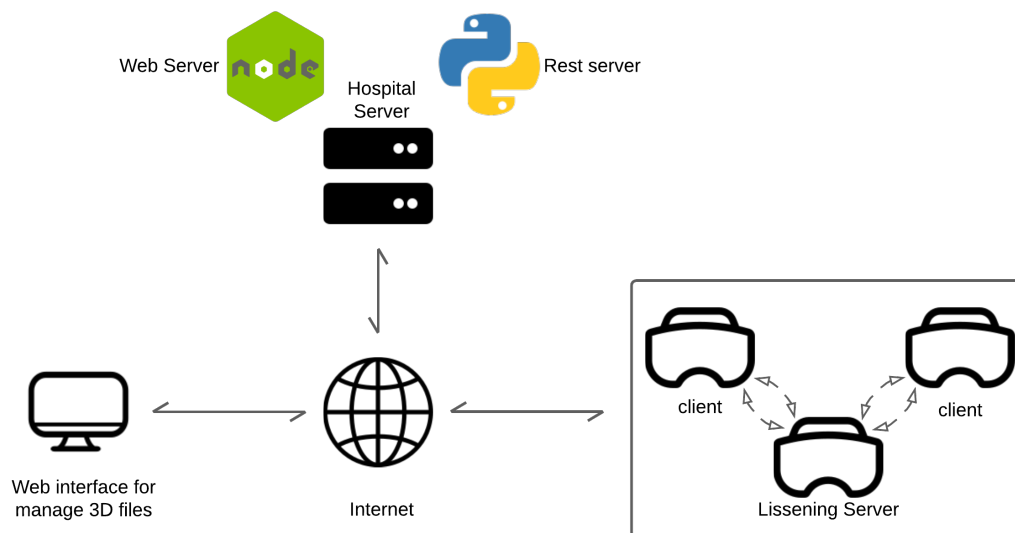 Web Server
node
Rest server
Hospital
Server
client
client
Web interface for
manage 3D files
Internet
Lissening Server